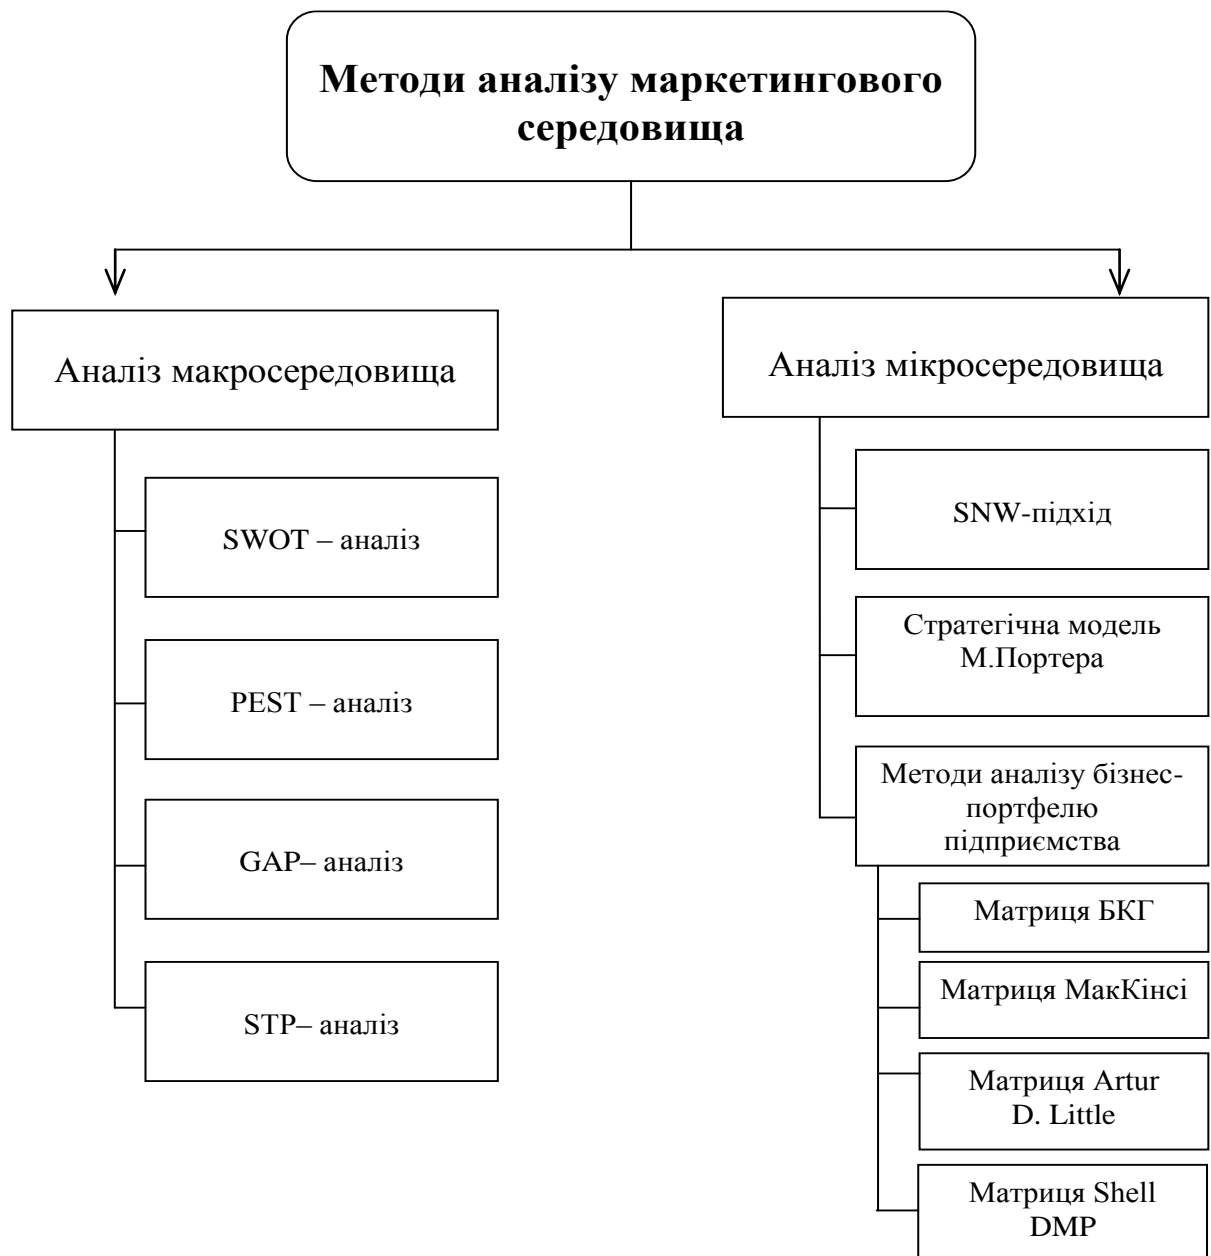 Методи аналізу маркетингового
середовища
Аналіз макросередовища
SWOT – аналіз
PEST – аналіз
GAP– аналіз
STP– аналіз
Аналіз мікросередовища
SNW-підхід
Стратегічна модель
М.Портера
Методи аналізу бізнес-
портфелю
підприємства
Матриця БКГ
Матриця МакКінсі
Матриця Artur
D. Little
Матриця Shell
DMP